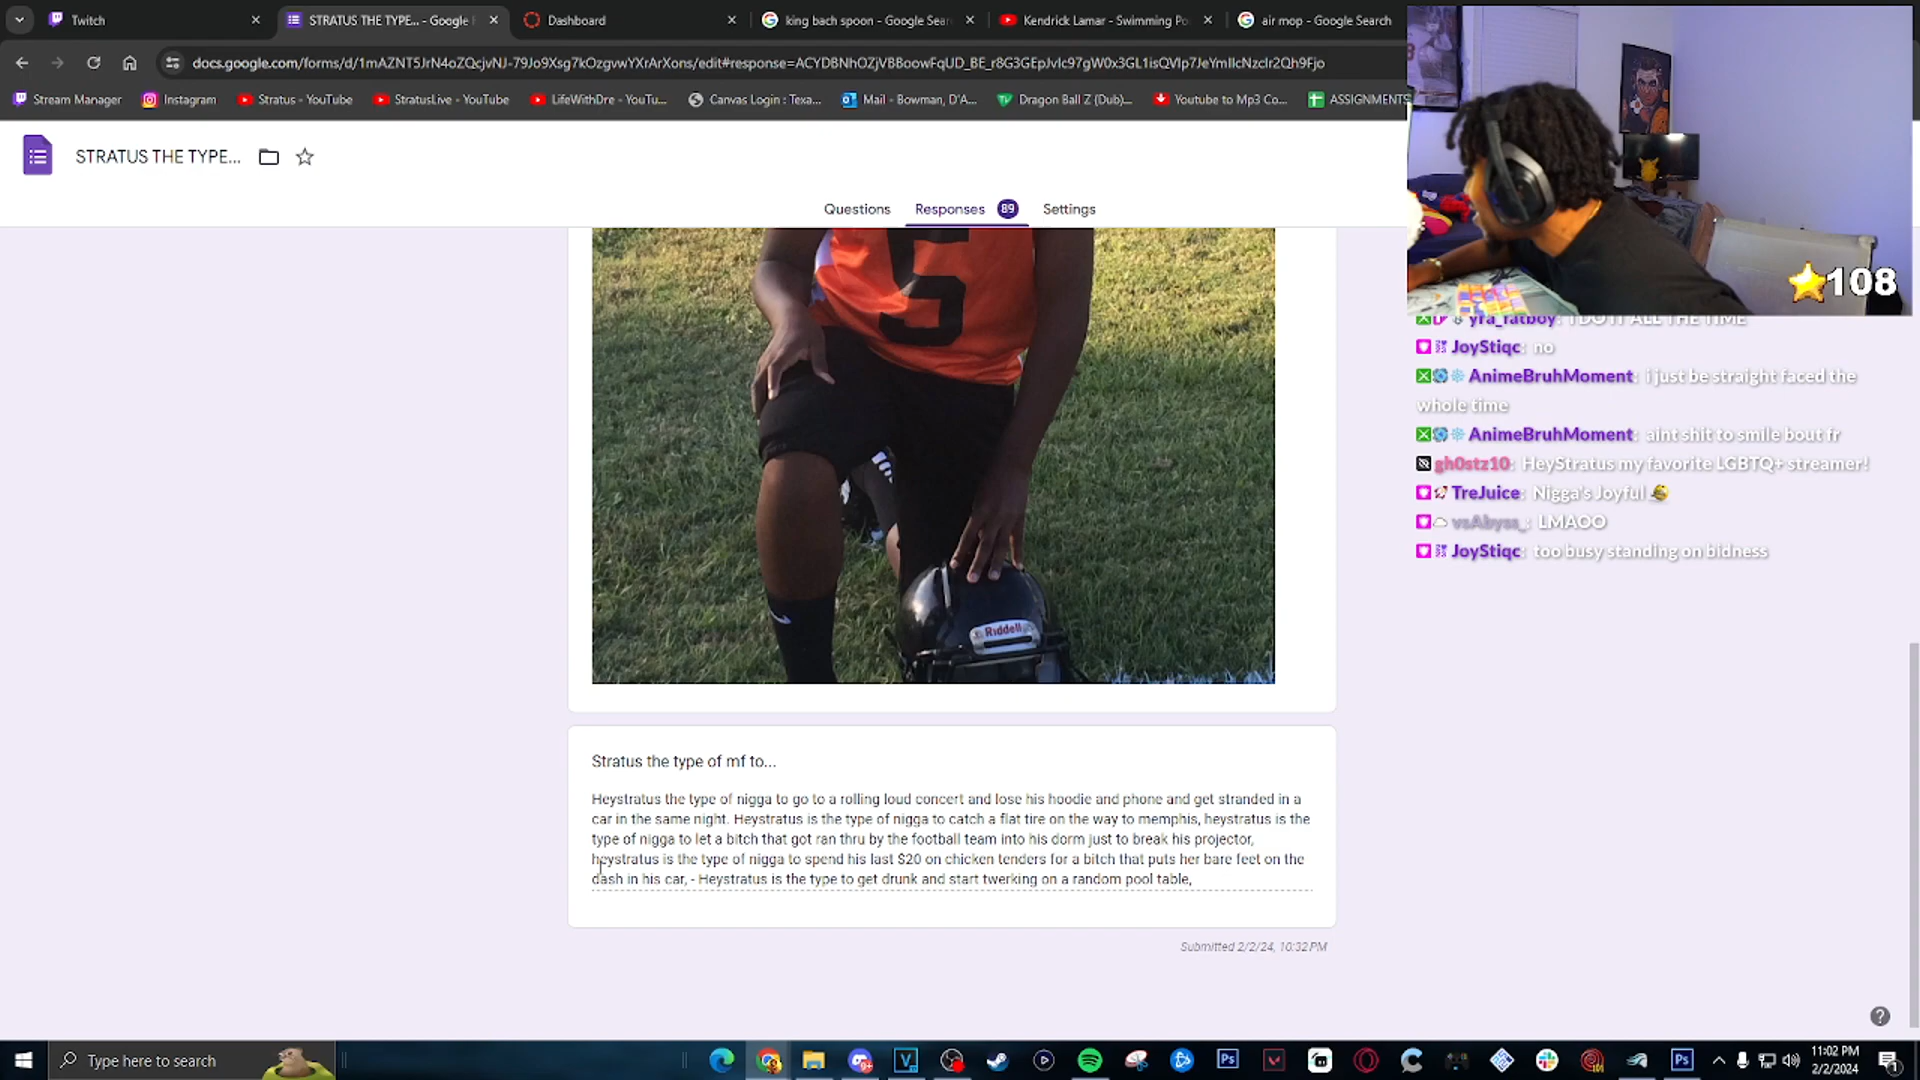 Twitch
STRATUS THE TYPE... - Google F
Dashboard
king bach spoon - Google Sear
Kendrick Lamar - Swimming Po
air mop - Google Search
docs.google.com/forms/d/
Stream Manager
Instagram
Stratus - YouTube
StratusLive - YouTube
LifeWithDre - YouTu...
Canvas Login : Texa...
Mail - Bowman, D'A...
Dragon Ball Z (Dub)...
Youtube to Mp3 Co...
ASSIGNMENTS
STRATUS THE TYPE...
Questions
Responses 89
Settings
5
Riddell
108
yra_fatboy: I DO IT ALL THE TIME
JoyStiqc: no
AnimeBruhMoment: i just be straight faced the
whole time
AnimeBruhMoment: aint shit to smile bout fr
gh0stz10: HeyStratus my favorite LGBTQ+ streamer!
TreJuice: Nigga's Joyful
vsAbyss_: LMAOO
JoyStiqc: too busy standing on bidness
Stratus the type of mf to...
Heystratus the type of nigga to go to a rolling loud concert and lose his hoodie and phone and get stranded in a
car in the same night. Heystratus is the type of nigga to catch a flat tire on the way to memphis, heystratus is the
type of nigga to let a bitch that got ran thru by the football team into his dorm just to break his projector,
heystratus is the type of nigga to spend his last $20 on chicken tenders for a bitch that puts her bare feet on the
dash in his car, - Heystratus is the type to get drunk and start twerking on a random pool table,
Submitted 2/2/24, 10:32 PM
Type here to search
11:02 PM
2/2/2024